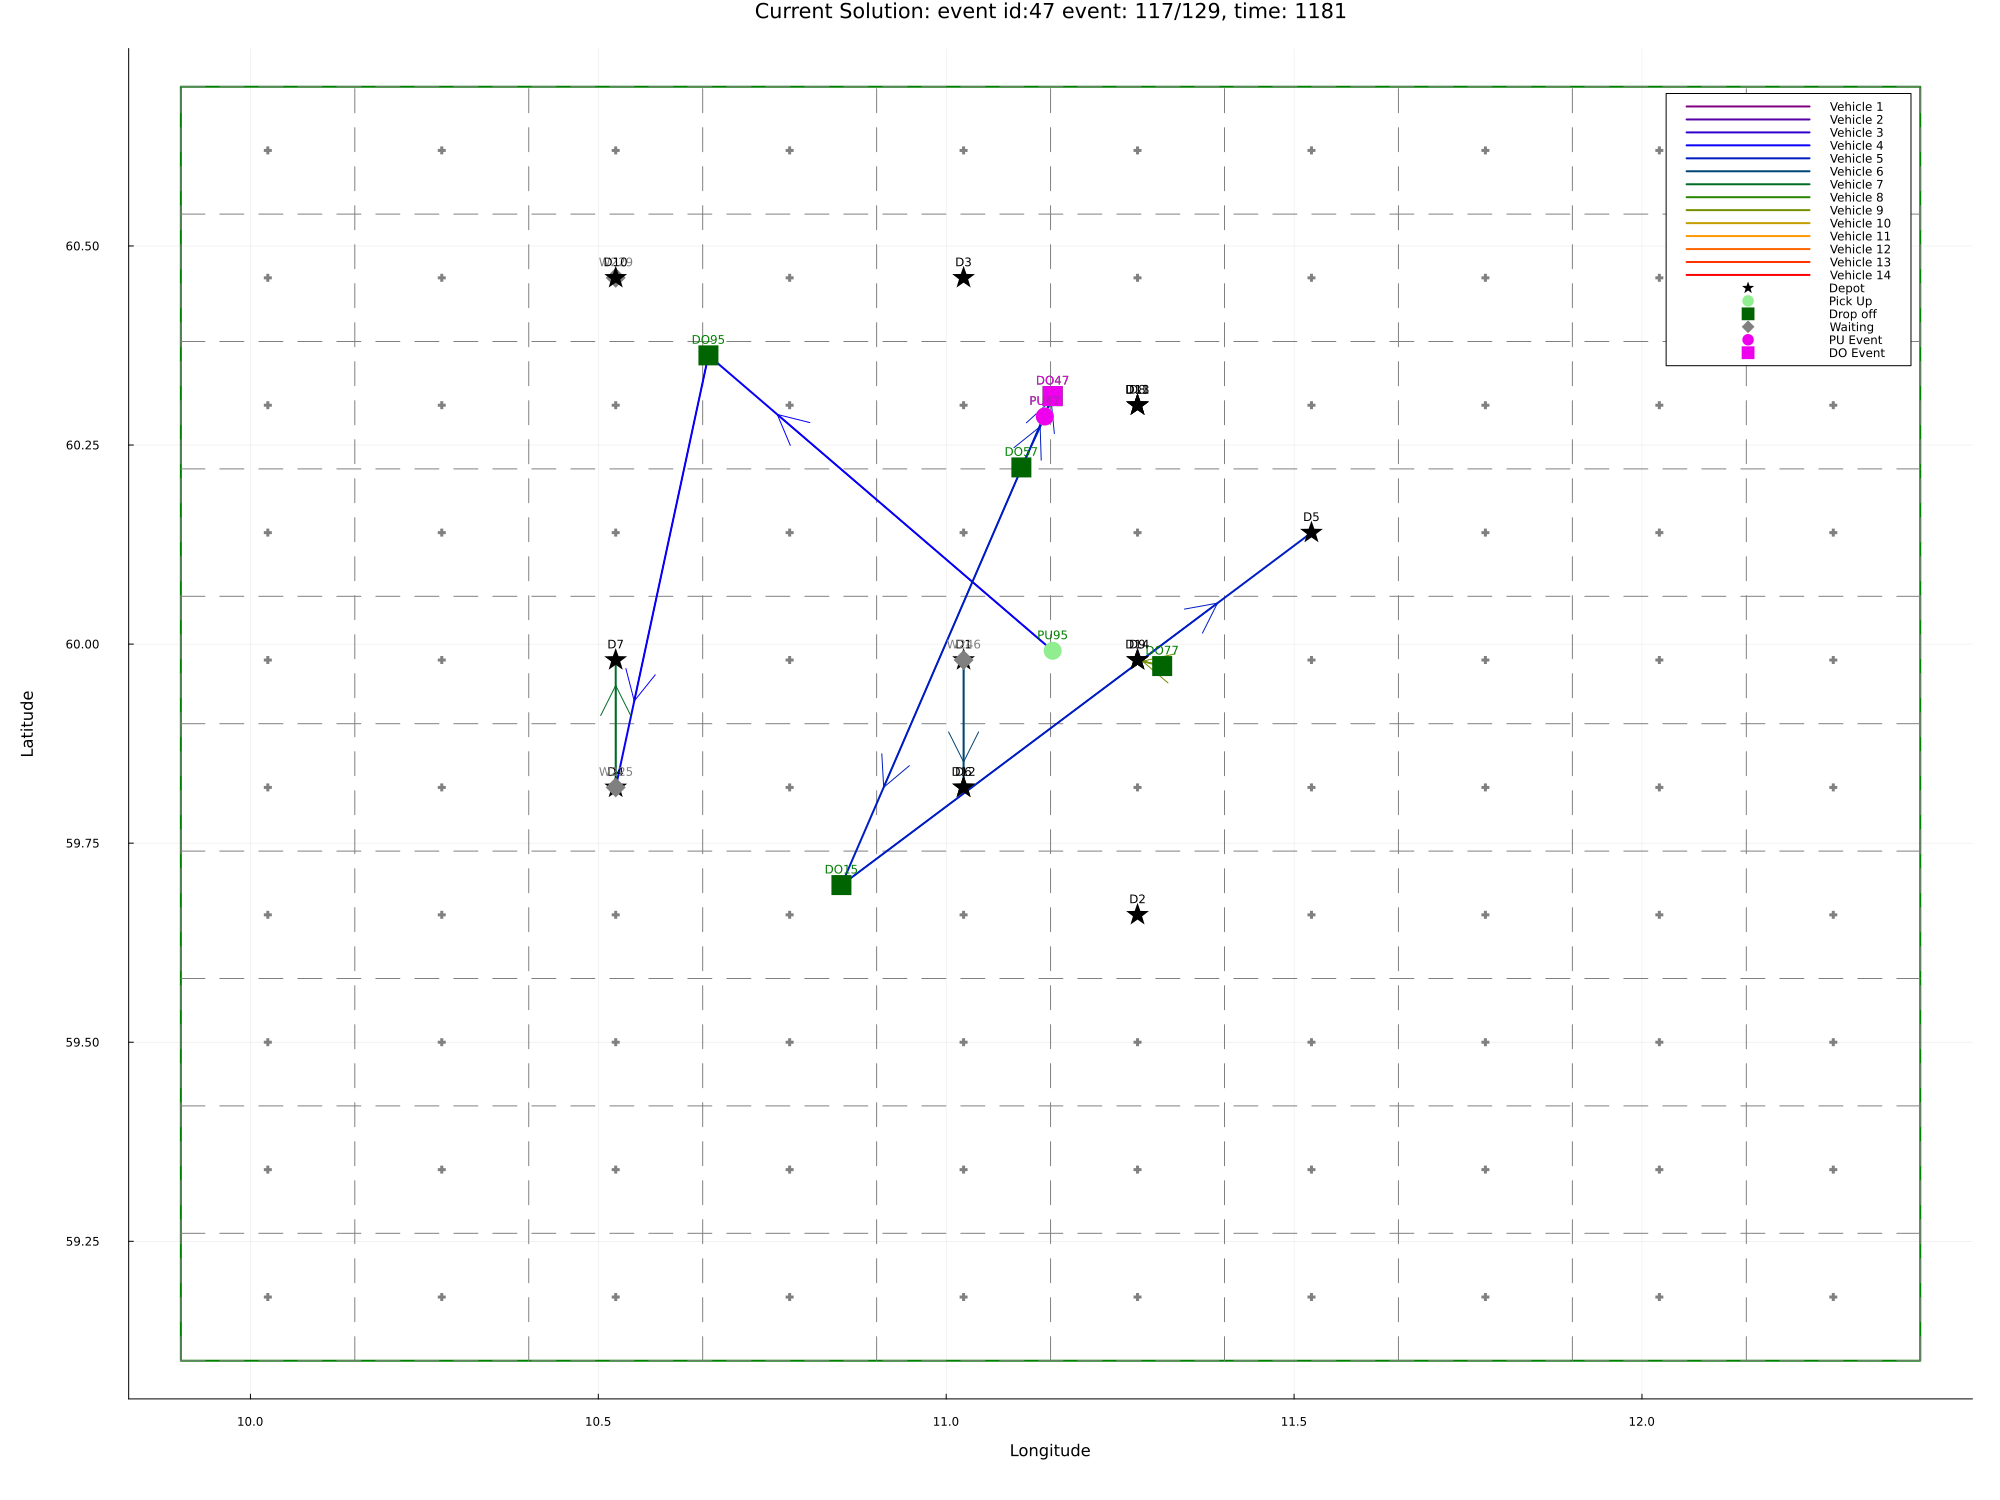 Current Solution: event id:47 event: 117/129, time: 1181
Vehicle 1
Vehicle 2
Vehicle 3
Vehicle 4
Vehicle 5
Vehicle 6
Vehicle 7
Vehicle 8
Vehicle 9
Vehicle 10
Vehicle 11
Vehicle 12
Vehicle 13
Vehicle 14
Depot
Pick Up
Drop off
Waiting
PU Event
DO Event
60.50
60.25
60.00
59.75
59.50
59.25
Latitude
D10
D3
DO95
DO47
DO57
D5
D7
D1
PU95
DO77
D4
DO15
D2
10.0
10.5
11.0
11.5
12.0
Longitude